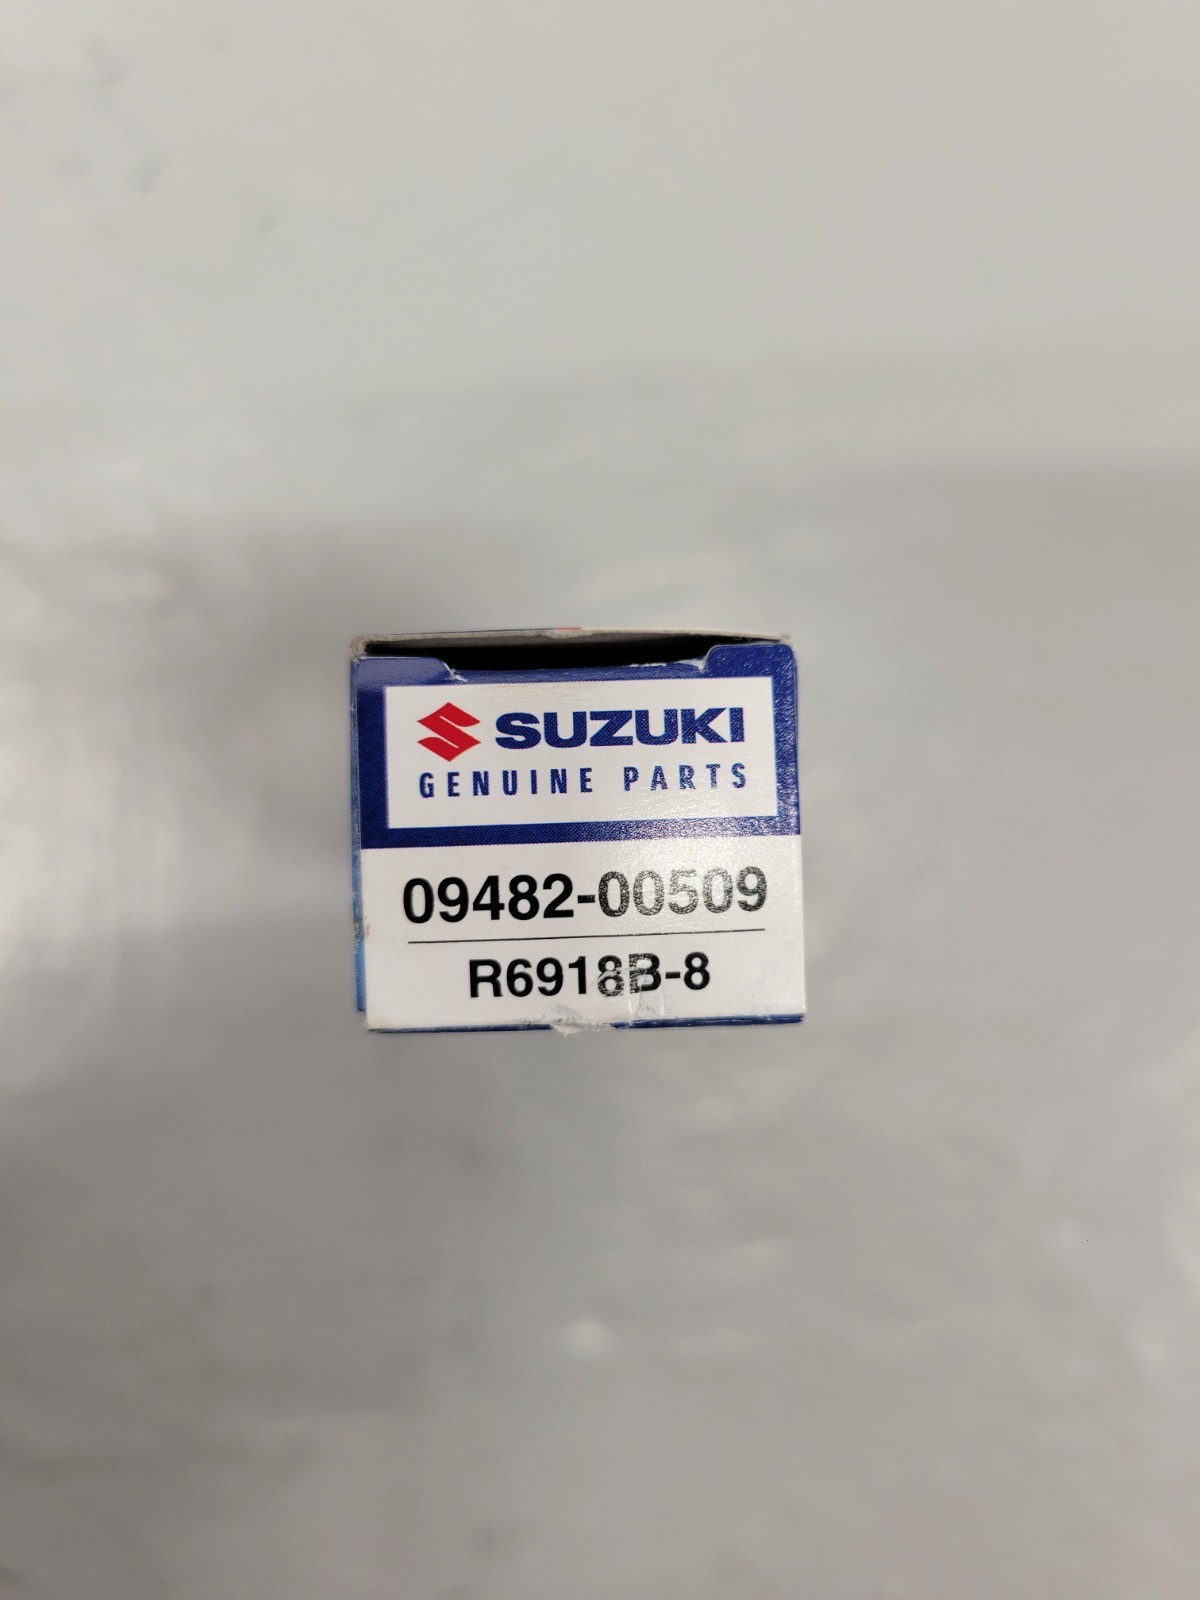 SUZUKI
GENUINE PARTS
09482-00509
R6918B-8